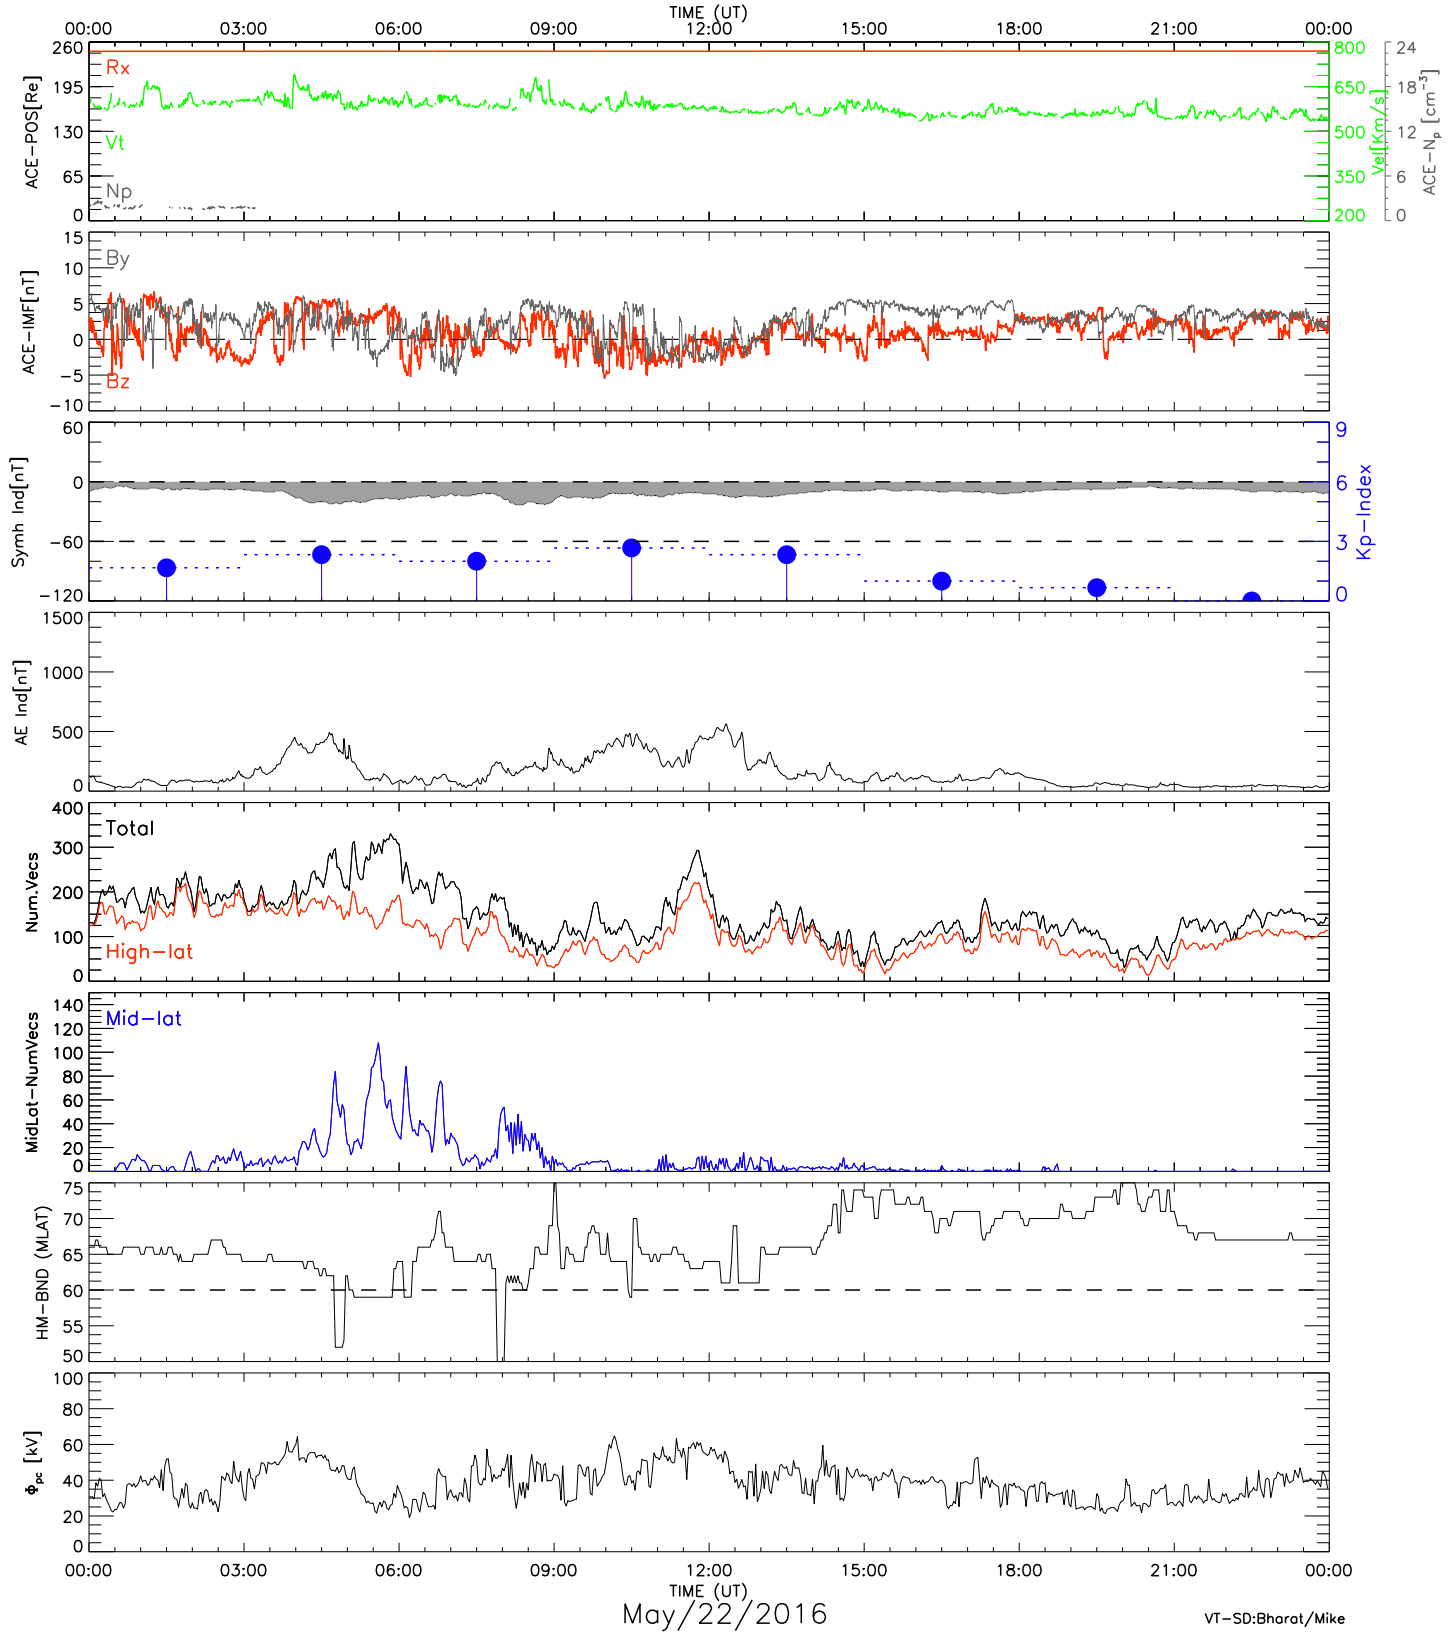 TIME (UT)
00:00 03:00 06:00 09:00 12:00 15:00 18:00 21:00 00:00
ACE-POS[Re]
260
195
130
65
0
Rx
Vt
Np
800
650
500
350
200
Vel[Km/s]
24
18
12
6
0
ACE-Np [cm-3]
ACE-IMF[nT]
15
10
5
0
-5
-10
By
Bz
Symh Ind[nT]
60
0
-60
-120
9
6
3
0
Kp-Index
AE Ind[nT]
1500
1000
500
0
Num.Vecs
400
300
200
100
0
Total
High-lat
MidLat-NumVecs
140
120
100
80
60
40
20
0
Mid-lat
HM-BND (MLAT)
75
70
65
60
55
50
Φpc [kV]
100
80
60
40
20
0
00:00 03:00 06:00 09:00 12:00 15:00 18:00 21:00 00:00
TIME (UT)
May/22/2016
VT-SD:Bharat/Mike